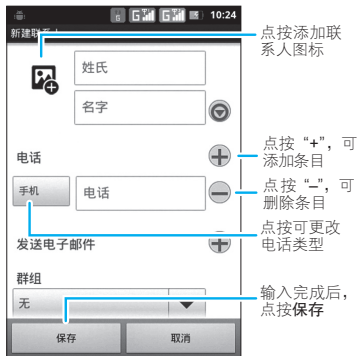 10:24
新建联
点按添加联
系人图标
姓氏
名字
电话
点按 “+”，可
添加条目
手机
电话
点按 “–”，可
删除条目
点按可更改
电话类型
发送电子邮件
群组
无
输入完成后，
点按保存
保存
取消